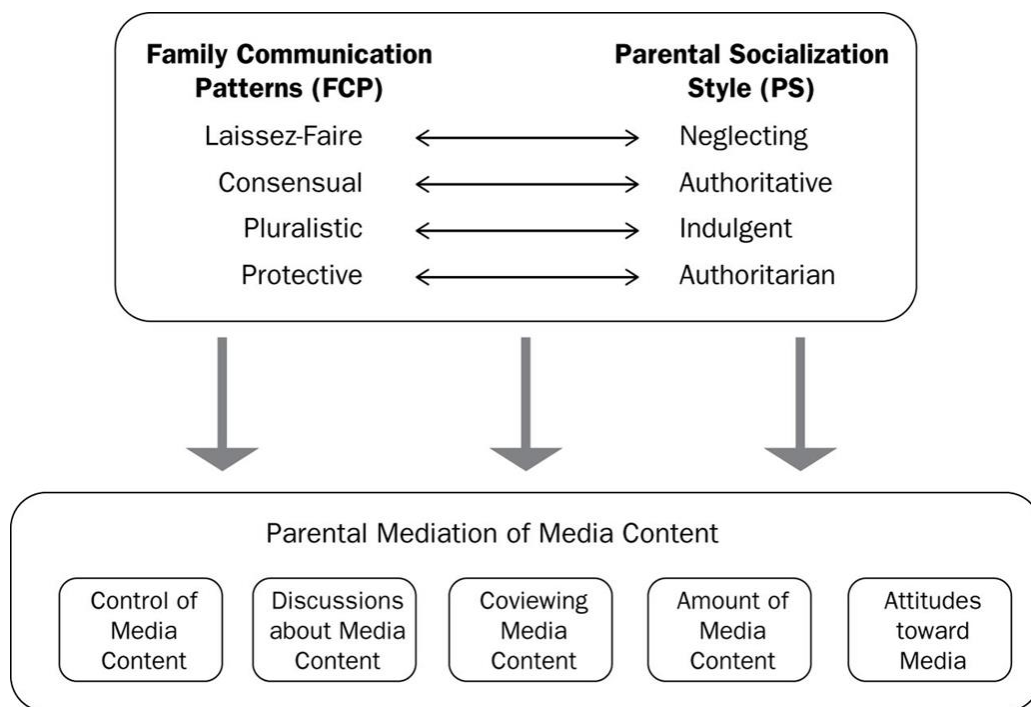 Family Communication
Patterns (FCP)
Parental Socialization
Style (PS)
Laissez-Faire
Neglecting
Consensual
Authoritative
Pluralistic
Indulgent
Protective
Authoritarian
Parental Mediation of Media Content
Control of
Media
Content
Discussions
about Media
Content
Coviewing
Media
Content
Amount of
Media
Content
Attitudes
toward
Media